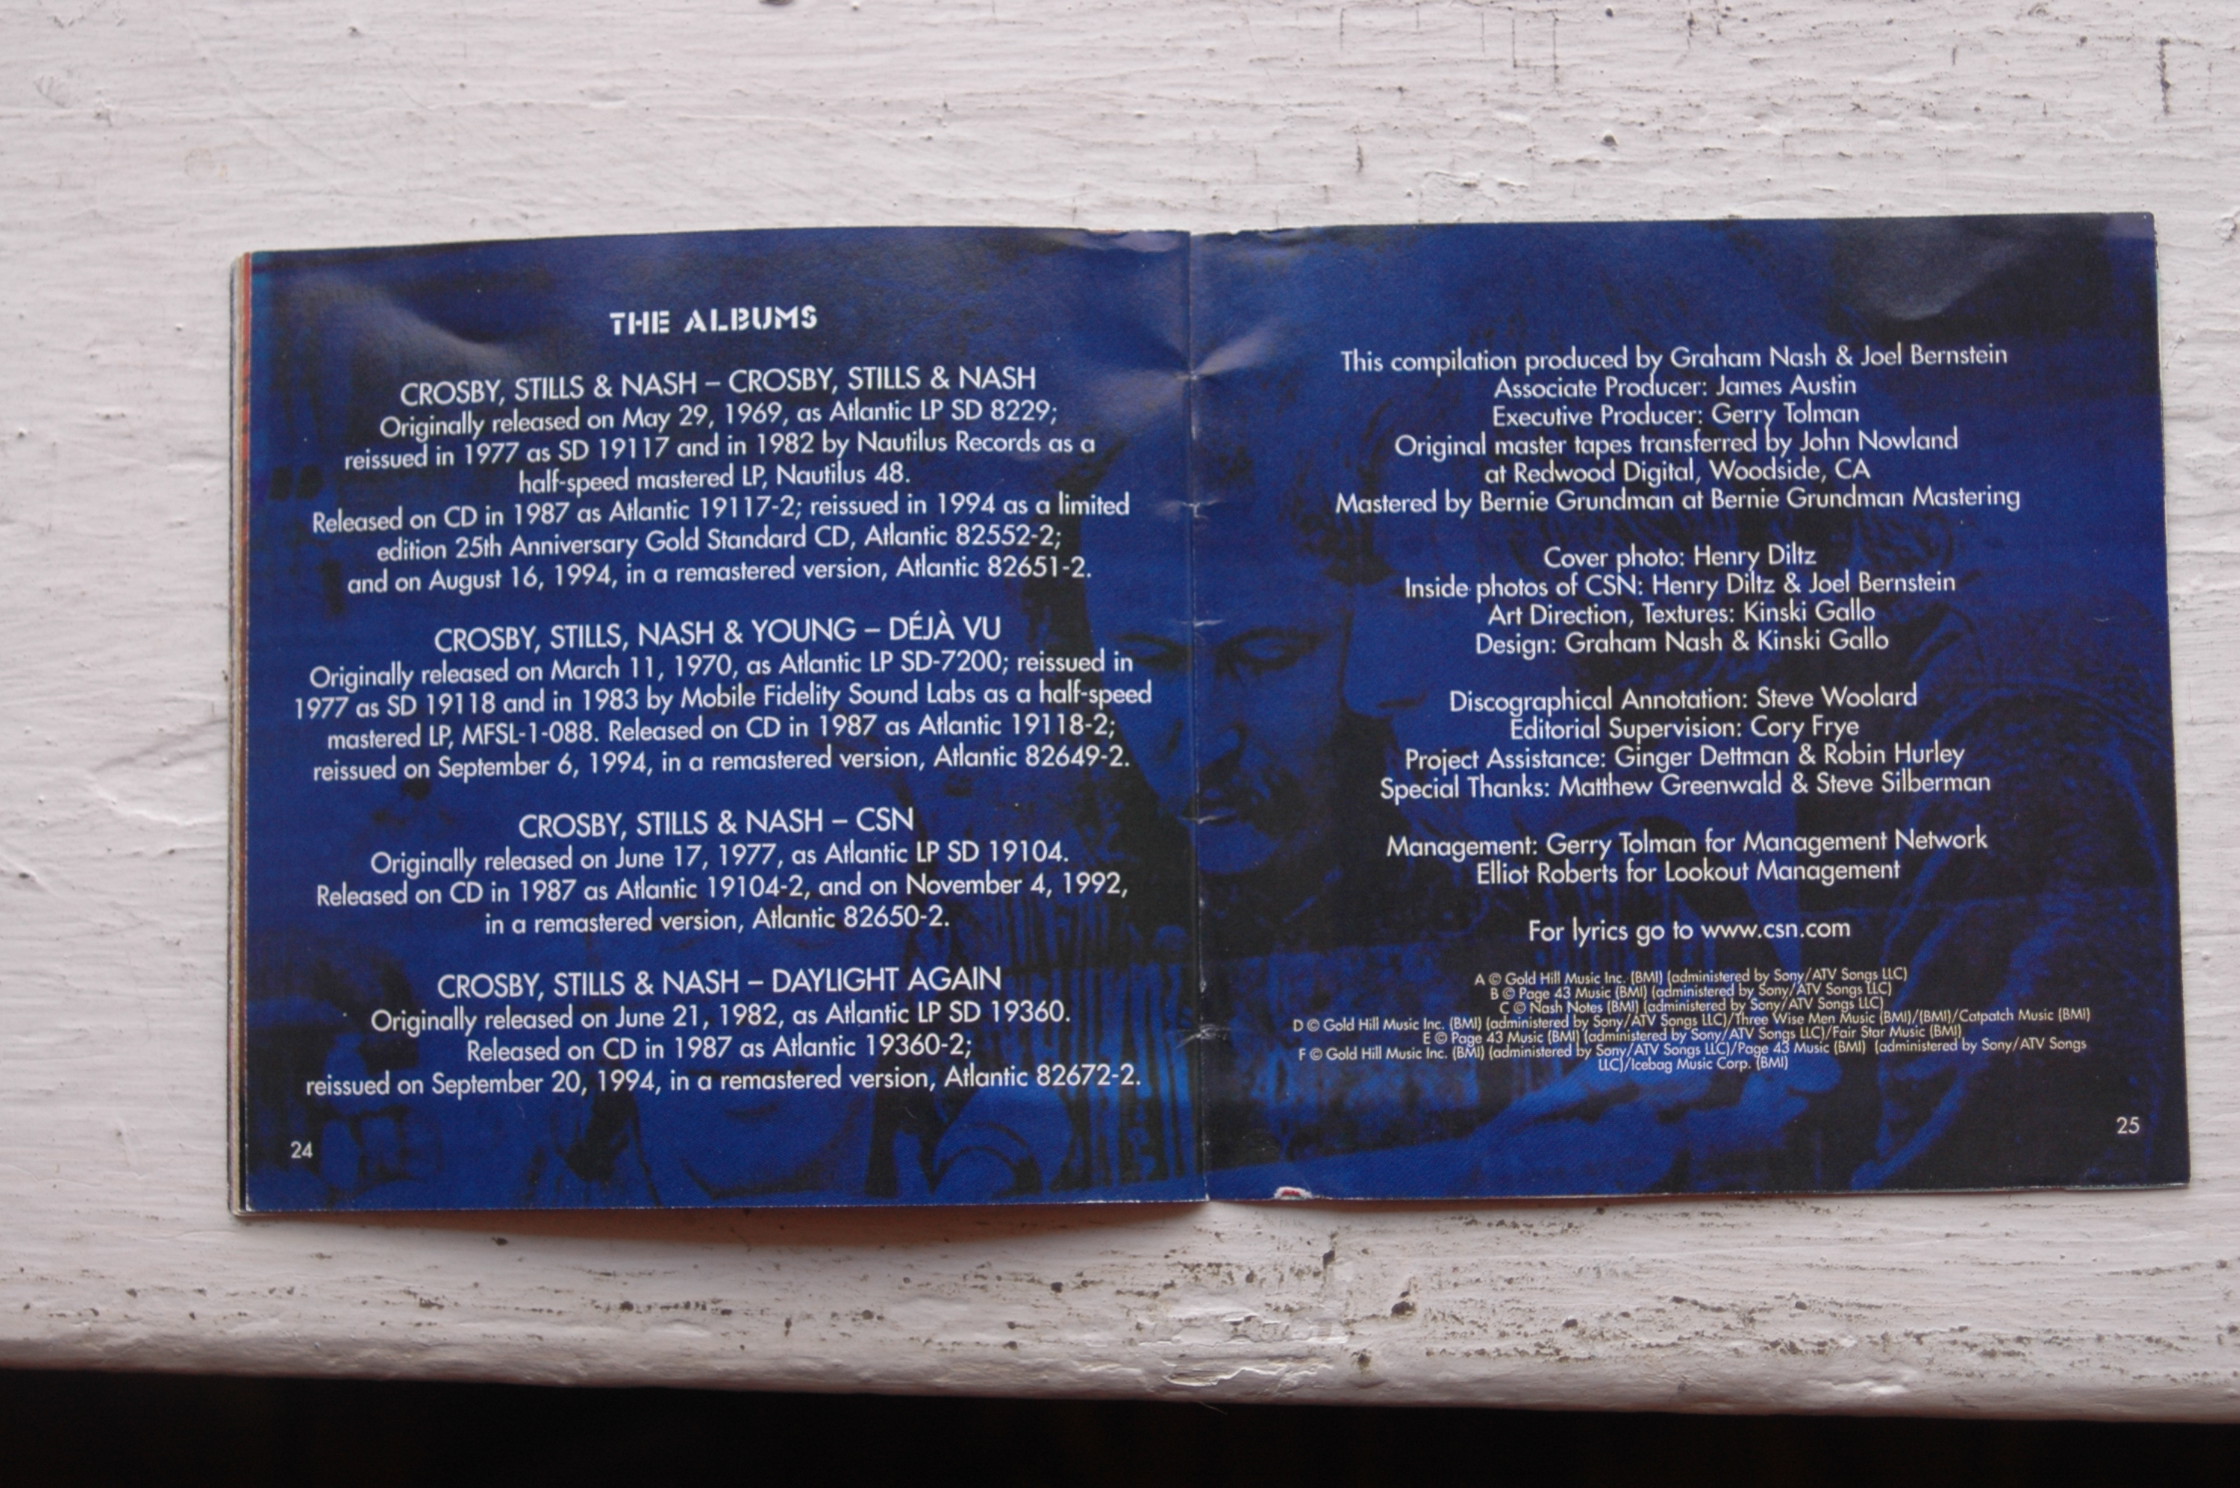 THE ALBUMS
CROSBY, STILLS & NASH – CROSBY, STILLS & NASH
Originally released on May 29, 1969, as Atlantic LP SD 8229;
reissued in 1977 as SD 19117 and in 1982 by Nautilus Records as a
half-speed mastered LP, Nautilus 48.
Released on CD in 1987 as Atlantic 19117-2; reissued in 1994 as a limited
edition 25th Anniversary Gold Standard CD, Atlantic 82552-2;
and on August 16, 1994, in a remastered version, Atlantic 82651-2.
CROSBY, STILLS, NASH & YOUNG – DÉJÀ VU
Originally released on March 11, 1970, as Atlantic LP SD-7200; reissued in
1977 as SD 19118 and in 1983 by Mobile Fidelity Sound Labs as a half-speed
mastered LP, MFSL-1-088. Released on CD in 1987 as Atlantic 19118-2;
reissued on September 6, 1994, in a remastered version, Atlantic 82649-2.
CROSBY, STILLS & NASH – CSN
Originally released on June 17, 1977, as Atlantic LP SD 19104.
Released on CD in 1987 as Atlantic 19104-2, and on November 4, 1992,
in a remastered version, Atlantic 82650-2.
CROSBY, STILLS & NASH – DAYLIGHT AGAIN
Originally released on June 21, 1982, as Atlantic LP SD 19360.
Released on CD in 1987 as Atlantic 19360-2;
reissued on September 20, 1994, in a remastered version, Atlantic 82672-2.
24
This compilation produced by Graham Nash & Joel Bernstein
Associate Producer: James Austin
Executive Producer: Gerry Tolman
Original master tapes transferred by John Nowland
at Redwood Digital, Woodside, CA
Mastered by Bernie Grundman at Bernie Grundman Mastering
Cover photo: Henry Diltz
Inside photos of CSN: Henry Diltz & Joel Bernstein
Art Direction, Textures: Kinski Gallo
Design: Graham Nash & Kinski Gallo
Discographical Annotation: Steve Woolard
Editorial Supervision: Cory Frye
Project Assistance: Ginger Dettman & Robin Hurley
Special Thanks: Matthew Greenwald & Steve Silberman
Management: Gerry Tolman for Management Network
Elliot Roberts for Lookout Management
For lyrics go to www.csn.com
A © Gold Hill Music Inc. (BMI) (administered by Sony/ATV Songs LLC)
B © Page 43 Music (BMI) (administered by Sony/ATV Songs LLC)
C © Nash Notes (BMI) (administered by Sony/ATV Songs LLC)
D © Gold Hill Music Inc. (BMI) (administered by Sony/ATV Songs LLC)/Three Wise Men Music (BMI)/(BMI)/Catpatch Music (BMI)
E © Page 43 Music (BMI) (administered by Sony/ATV Songs LLC)/Fair Star Music (BMI)
F © Gold Hill Music Inc. (BMI) (administered by Sony/ATV Songs LLC)/Page 43 Music (BMI) (administered by Sony/ATV Songs
LLC)/Icebag Music Corp. (BMI)
25